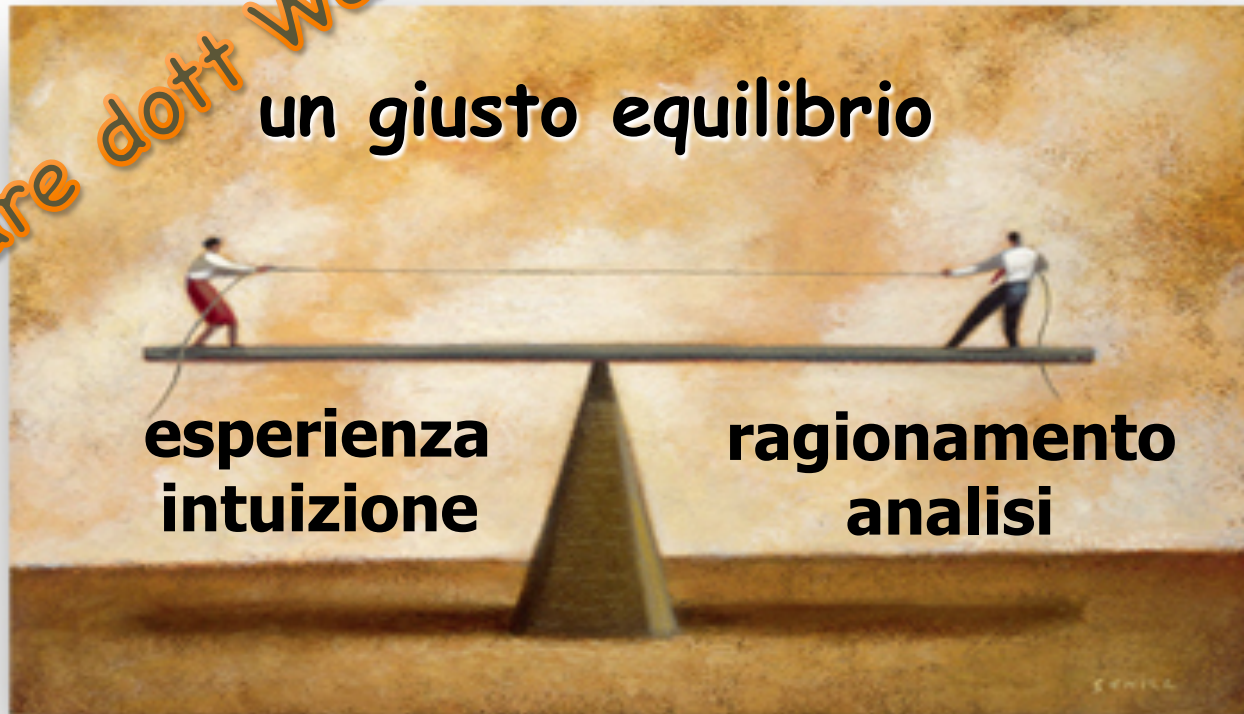 dott
un giusto equilibrio
esperienza
intuizione
ragionamento
analisi